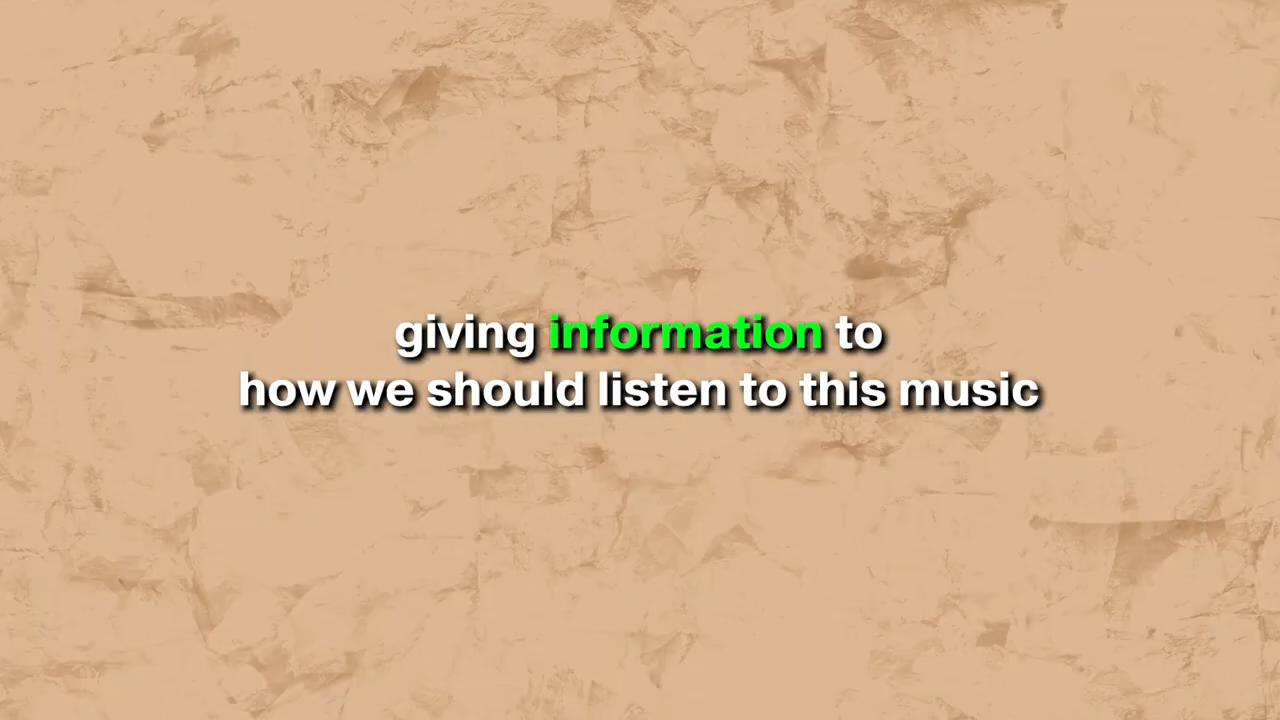 giving information to
how we should listen to this music